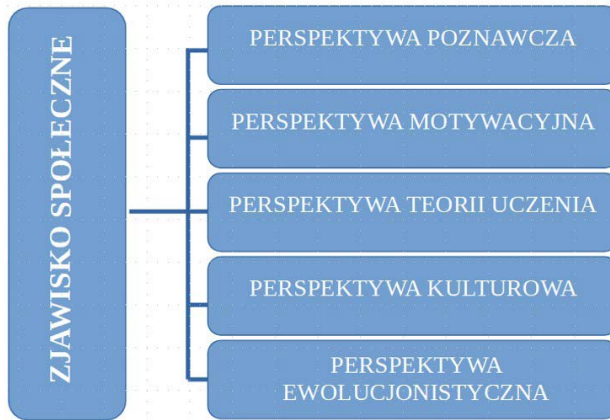 ZJAWISKO SPOŁECZNE
PERSPEKTYWA POZNAWCZA
PERSPEKTYWA MOTYWACYJNA
PERSPEKTYWA TEORII UCZENIA
PERSPEKTYWA KULTUROWA
PERSPEKTYWA
EWOLUCJONISTYCZNA